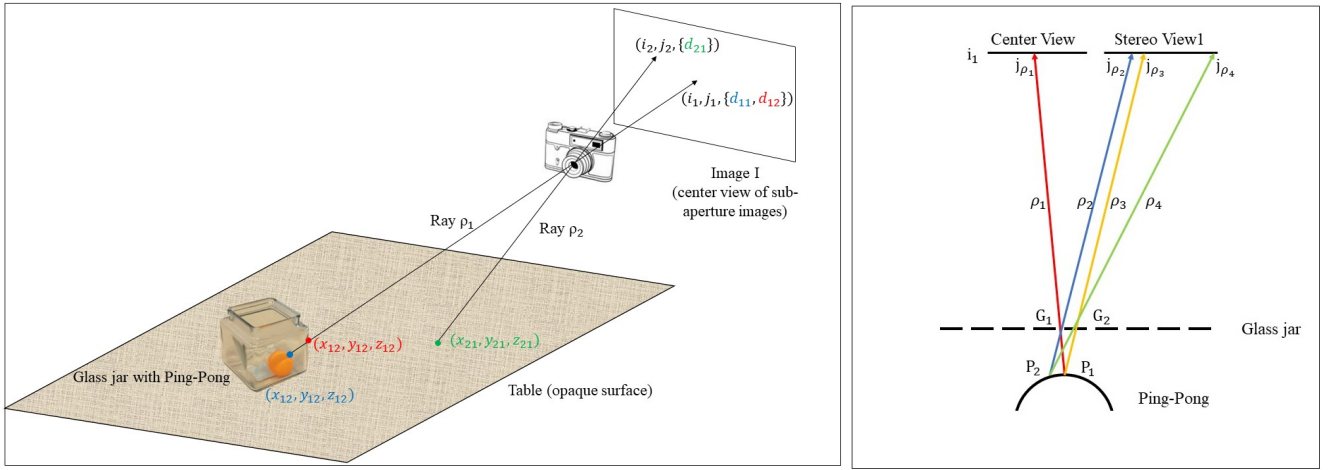 (i₂, j₂, {d₂₁})
(i₁, j₁, {d₁₁, d₁₂})
Image I
(center view of sub-
aperture images)
Ray ρ₁
Ray ρ₂
(x₁₂, y₁₂, z₁₂)
(x₂₁, y₂₁, z₂₁)
Glass jar with Ping-Pong
(x₁₂, y₁₂, z₁₂)
Table (opaque surface)
Center View
Stereo View1
i₁
jρ₁
jρ₂
jρ₃
jρ₄
ρ₁
ρ₂
ρ₃
ρ₄
G₁
G₂
Glass jar
P₂
P₁
Ping-Pong